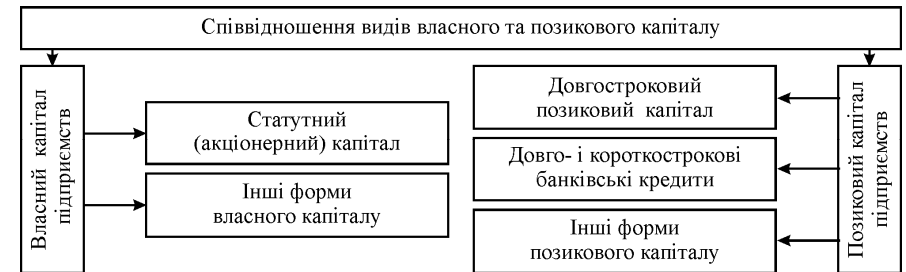 Співвідношення видів власного та позикового капіталу
Власний капітал
підприємств
Статутний
(акціонерний) капітал
Інші форми
власного капіталу
Довгостроковий
позиковий капітал
Довго- і короткострокові
банківські кредити
Інші форми
позикового капіталу
Позиковий капітал
підприємств